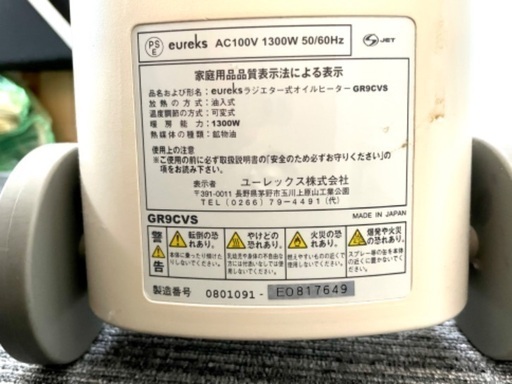 PS
E
eureks AC100V 1300W 50/60Hz
S JET
家庭用品品質表示法による表示
品名および形名：eureksラジエター式オイルヒーター GR9CVS
加熱の方式：油入式
温度調節の方式：可変式
暖房能力：1300W
熱媒体の種類：鉱物油
使用上の注意
※ご使用の前に必ず取扱説明書の「安全のため必ずお守りください」の
項をお読み下さい。
表示者 ユーレックス株式会社
〒391-0011 長野県茅野市玉川上原山工業公園
TEL(0266)79-4491(代)
GR9CVS
MADE IN JAPAN
警告
転倒の恐れあり。
やけどの恐れあり。
火災の恐れあり。
爆発や火災の恐れあり。
製造番号 0801091- EO817649